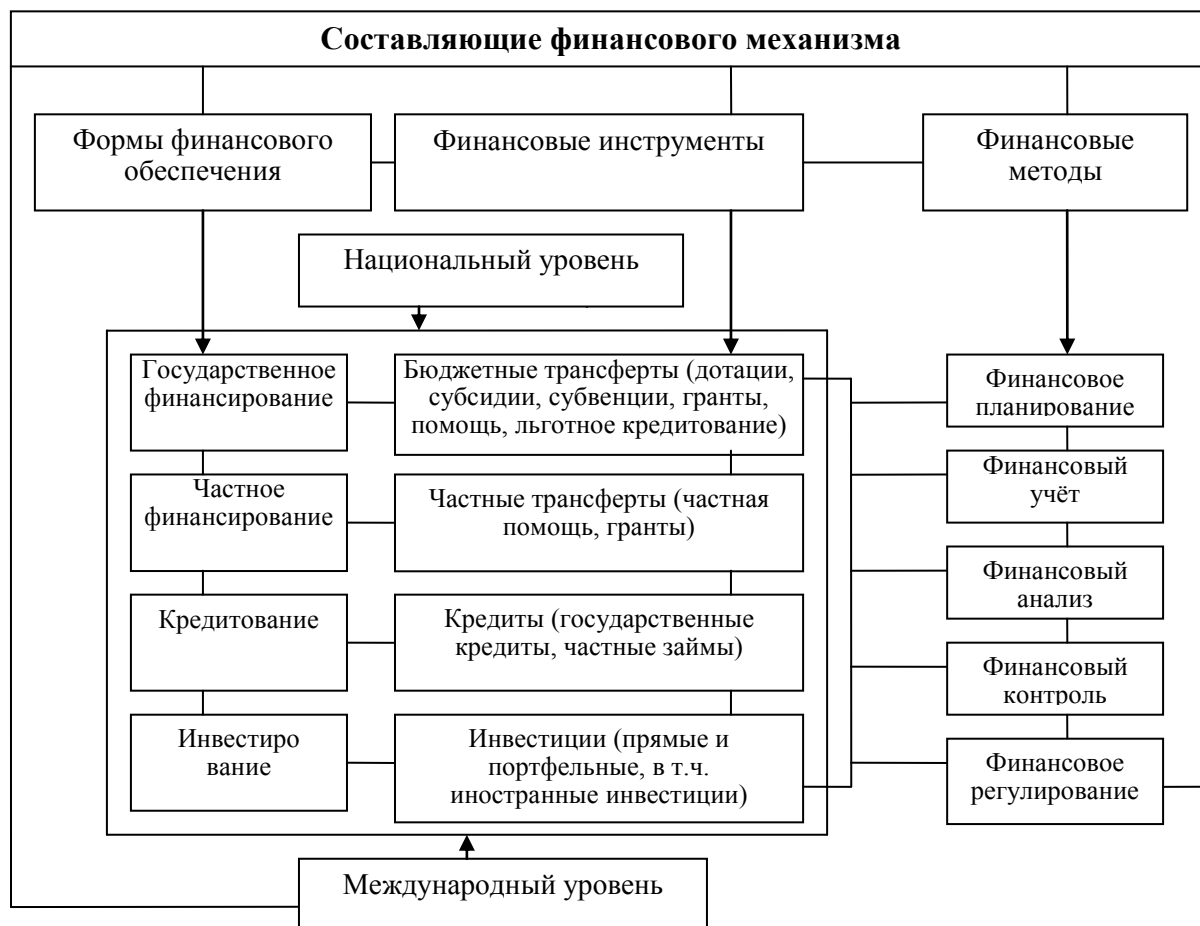 Составляющие финансового механизма
Формы финансового
обеспечения
Финансовые инструменты
Финансовые
методы
Национальный уровень
Государственное
финансирование
Бюджетные трансферты (дотации,
субсидии, субвенции, гранты,
помощь, льготное кредитование)
Финансовое
планирование
Частное
финансирование
Частные трансферты (частная
помощь, гранты)
Финансовый
учёт
Финансовый
анализ
Кредитование
Кредиты (государственные
кредиты, частные займы)
Финансовый
контроль
Инвестиро
вание
Инвестиции (прямые и
портфельные, в т.ч.
иностранные инвестиции)
Финансовое
регулирование
Международный уровень